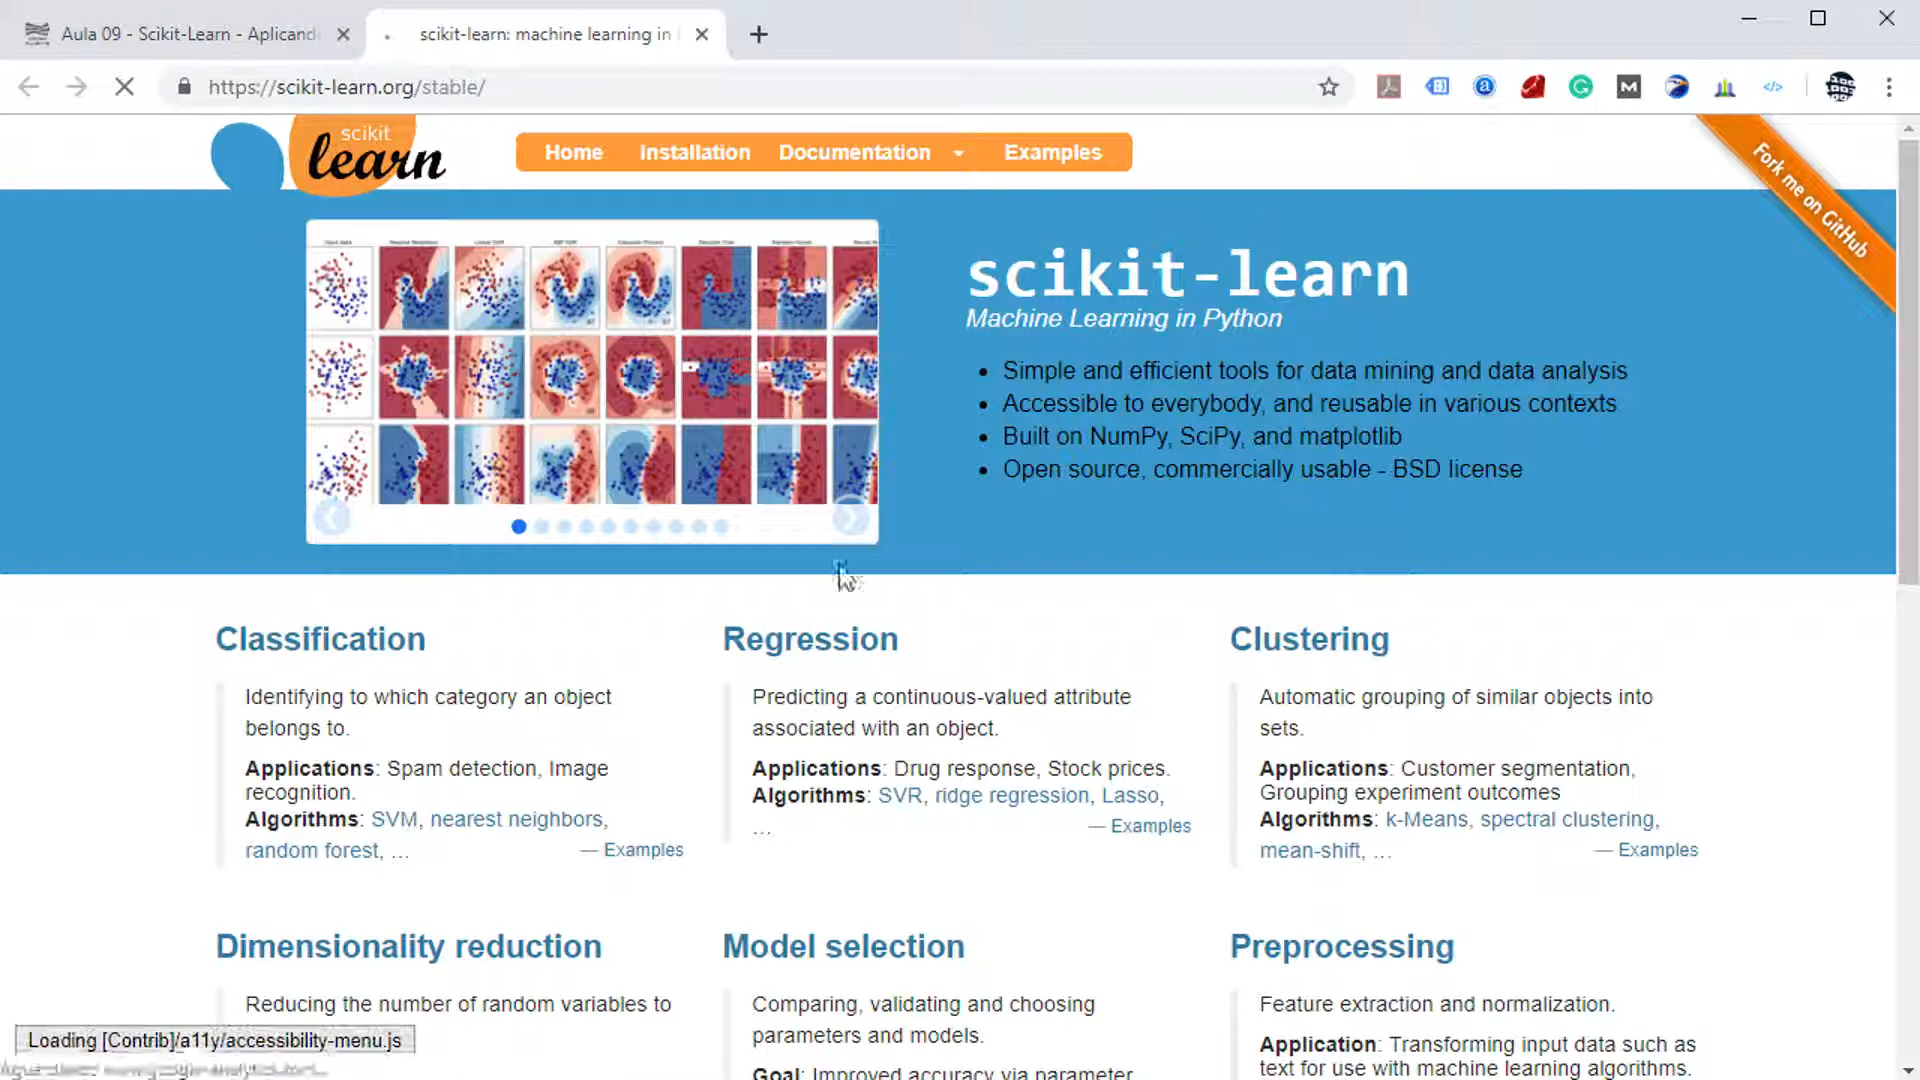 Aula 09 - Scikit-Learn - Aplicand
scikit-learn: machine learning in
https://scikit-learn.org/stable/
scikit
learn
Home Installation Documentation Examples
Fork me on GitHub
scikit-learn
Machine Learning in Python
Simple and efficient tools for data mining and data analysis
Accessible to everybody, and reusable in various contexts
Built on NumPy, SciPy, and matplotlib
Open source, commercially usable - BSD license
Classification
Identifying to which category an object
belongs to.
Applications: Spam detection, Image
recognition.
Algorithms: SVM, nearest neighbors,
random forest, … — Examples
Regression
Predicting a continuous-valued attribute
associated with an object.
Applications: Drug response, Stock prices.
Algorithms: SVR, ridge regression, Lasso,
… — Examples
Clustering
Automatic grouping of similar objects into
sets.
Applications: Customer segmentation,
Grouping experiment outcomes
Algorithms: k-Means, spectral clustering,
mean-shift, … — Examples
Dimensionality reduction
Reducing the number of random variables to
Model selection
Comparing, validating and choosing
parameters and models.
Goal: Improved accuracy via parameter
Preprocessing
Feature extraction and normalization.
Application: Transforming input data such as
text for use with machine learning algorithms.
Loading [Contrib]/a11y/accessibility-menu.js